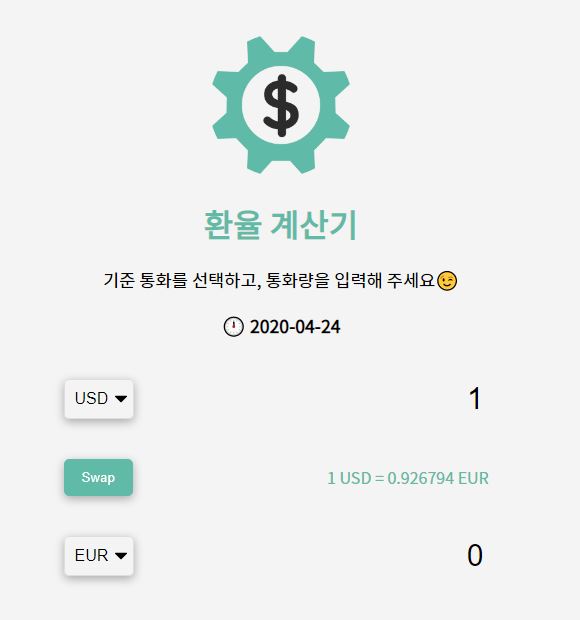 $
환율 계산기
기준 통화를 선택하고, 통화량을 입력해 주세요😉
🕛 2020-04-24
USD 1
Swap 1 USD = 0.926794 EUR
EUR 0